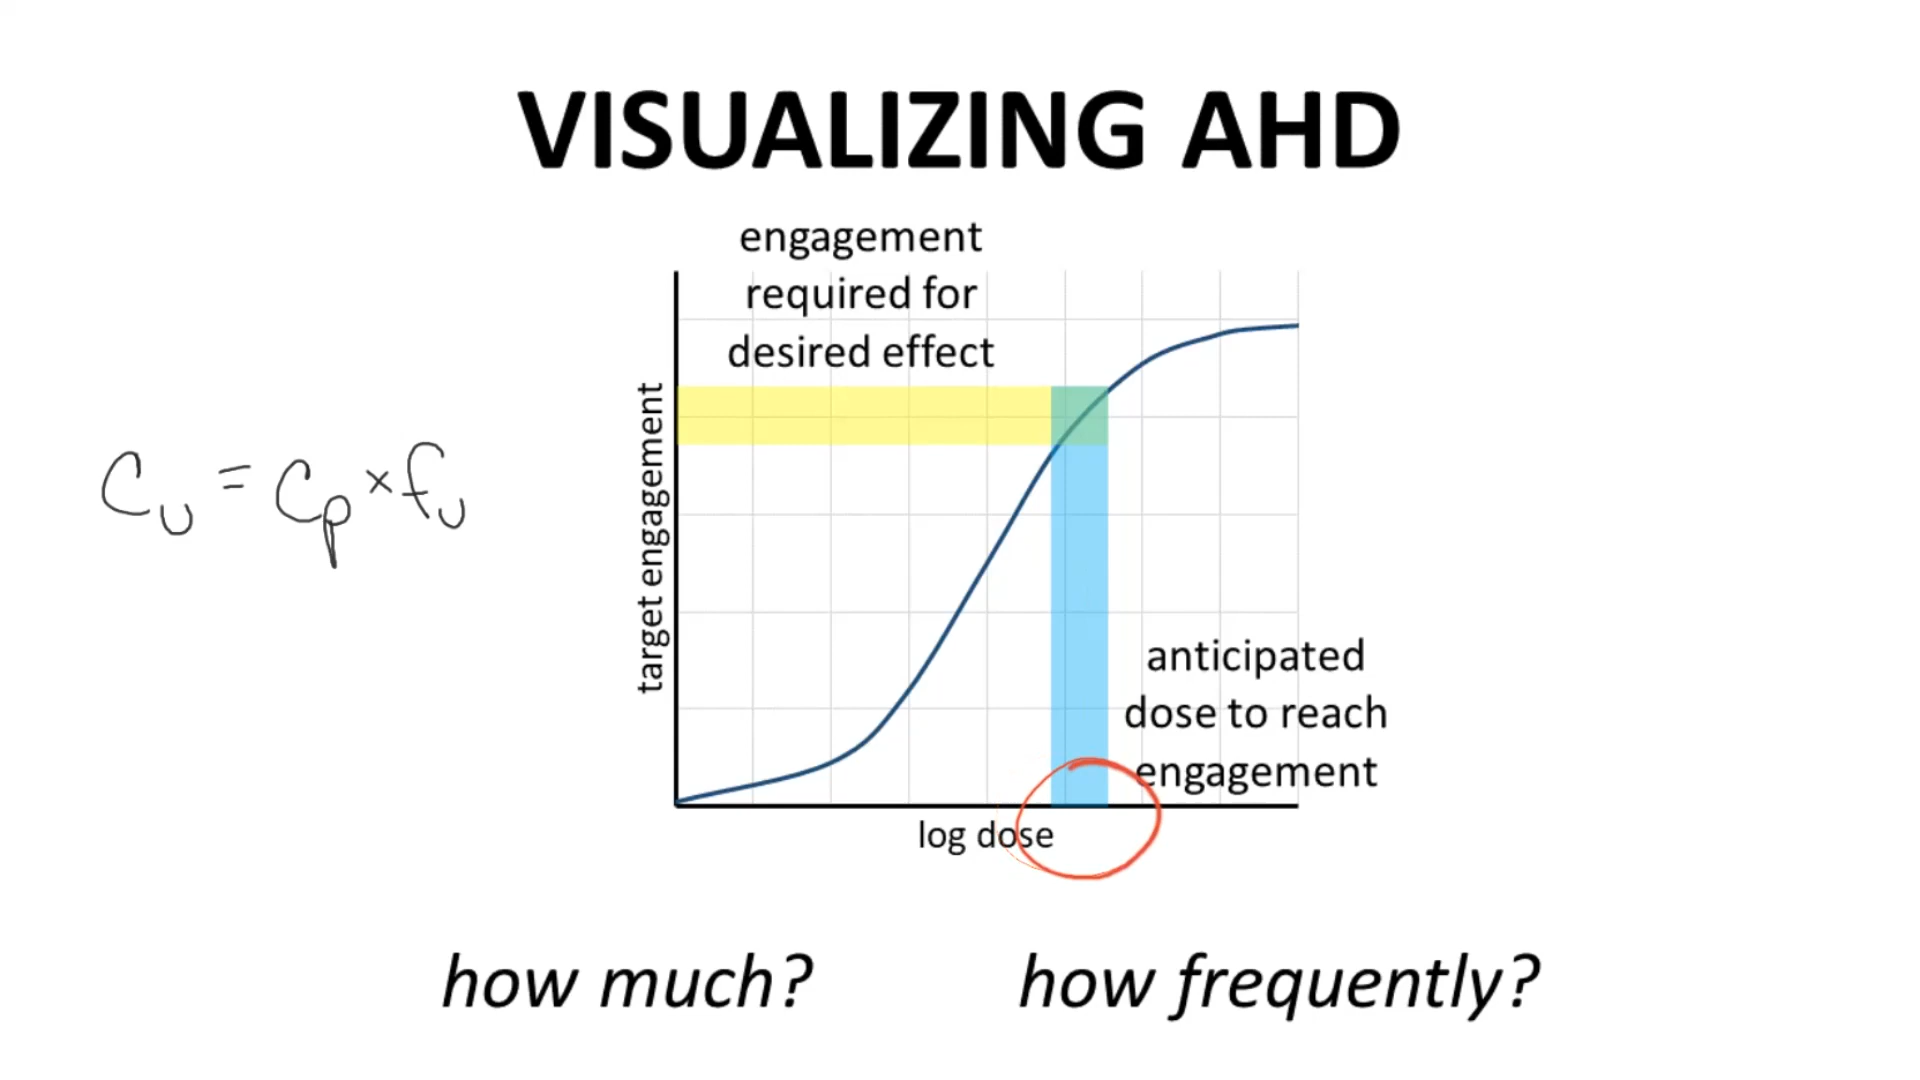 VISUALIZING AHD
engagement
required for
desired effect
target engagement
Cu = Cp × fu
anticipated
dose to reach
engagement
log dose
how much?
how frequently?